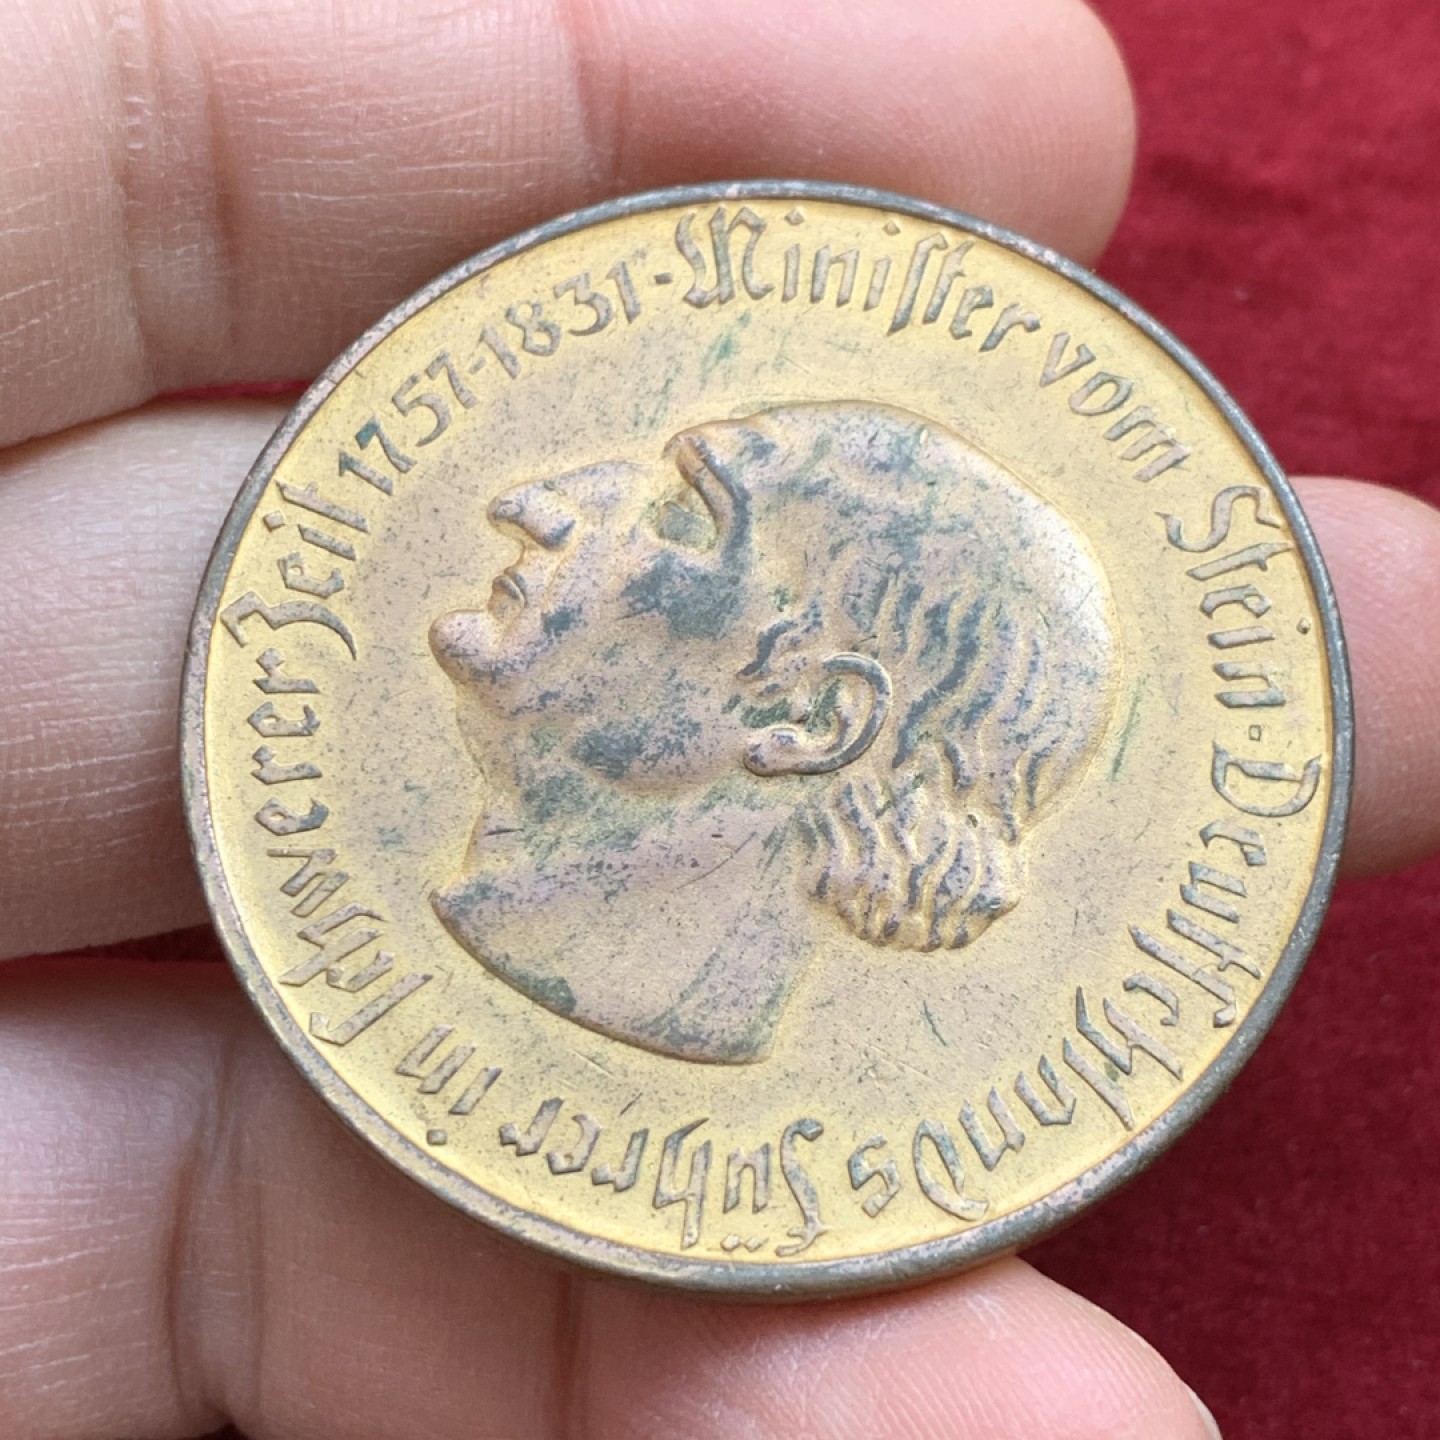 Minister vom Stein · Deutschlands Führer in schwerer Zeit 1757-1831 ·